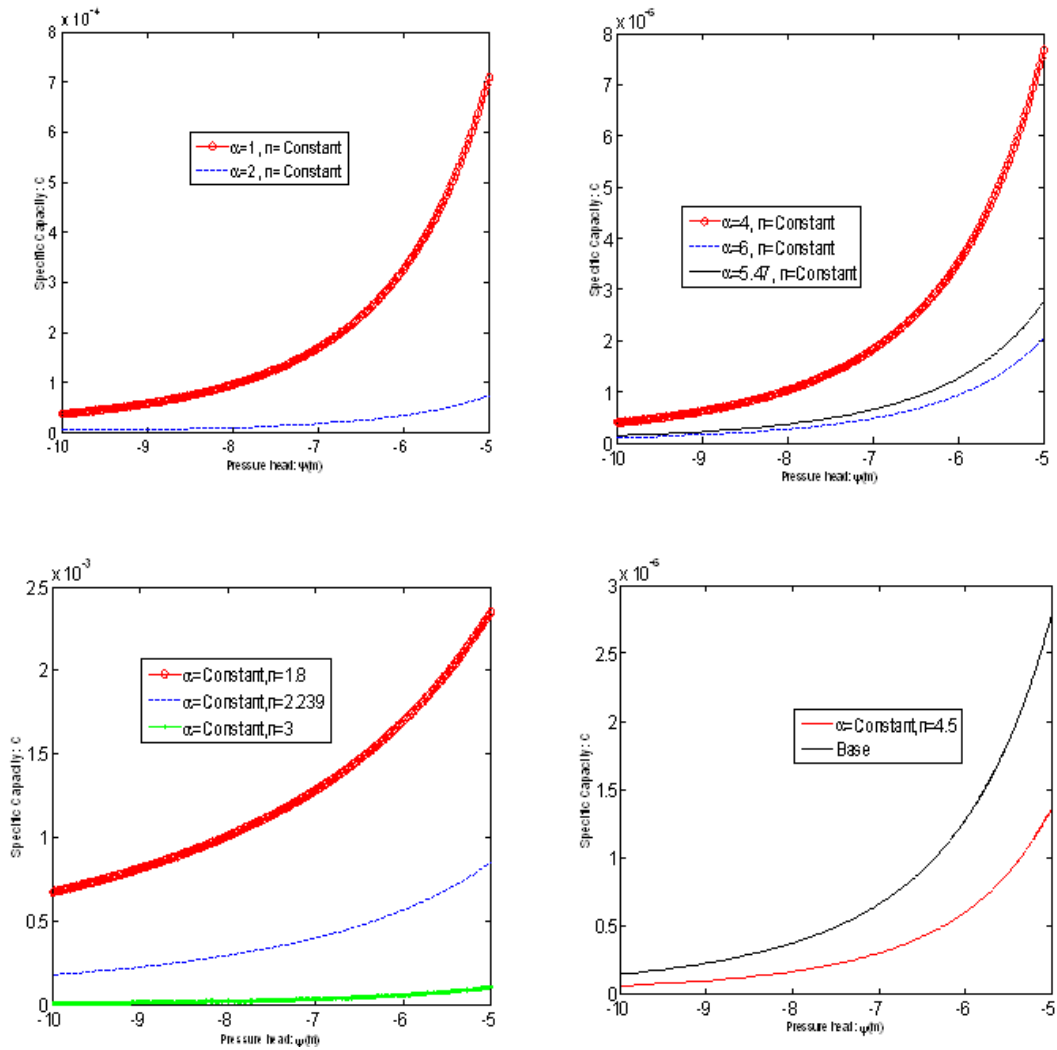 x 10⁻⁴
8
7
6
5
4
3
2
1
0
-10
-9
-8
-7
-6
-5
Specific Capacity: C
Pressure head: ψ(m)
α=1, n=Constant
α=2, n=Constant
8
7
6
5
4
3
2
1
0
-10
-9
-8
-7
-6
-5
Specific Capacity: C
Pressure head: ψ(m)
α=4, n=Constant
α=6, n=Constant
α=5.47, n=Constant
x 10⁻³
2.5
2
1.5
1
0.5
0
-10
-9
-8
-7
-6
-5
Specific Capacity: C
Pressure head: ψ(m)
α=Constant,n=1.8
α=Constant,n=2.239
α=Constant,n=3
3
2.5
2
1.5
1
0.5
0
-10
-9
-8
-7
-6
-5
Specific Capacity: C
Pressure head: ψ(m)
α=Constant,n=4.5
Base